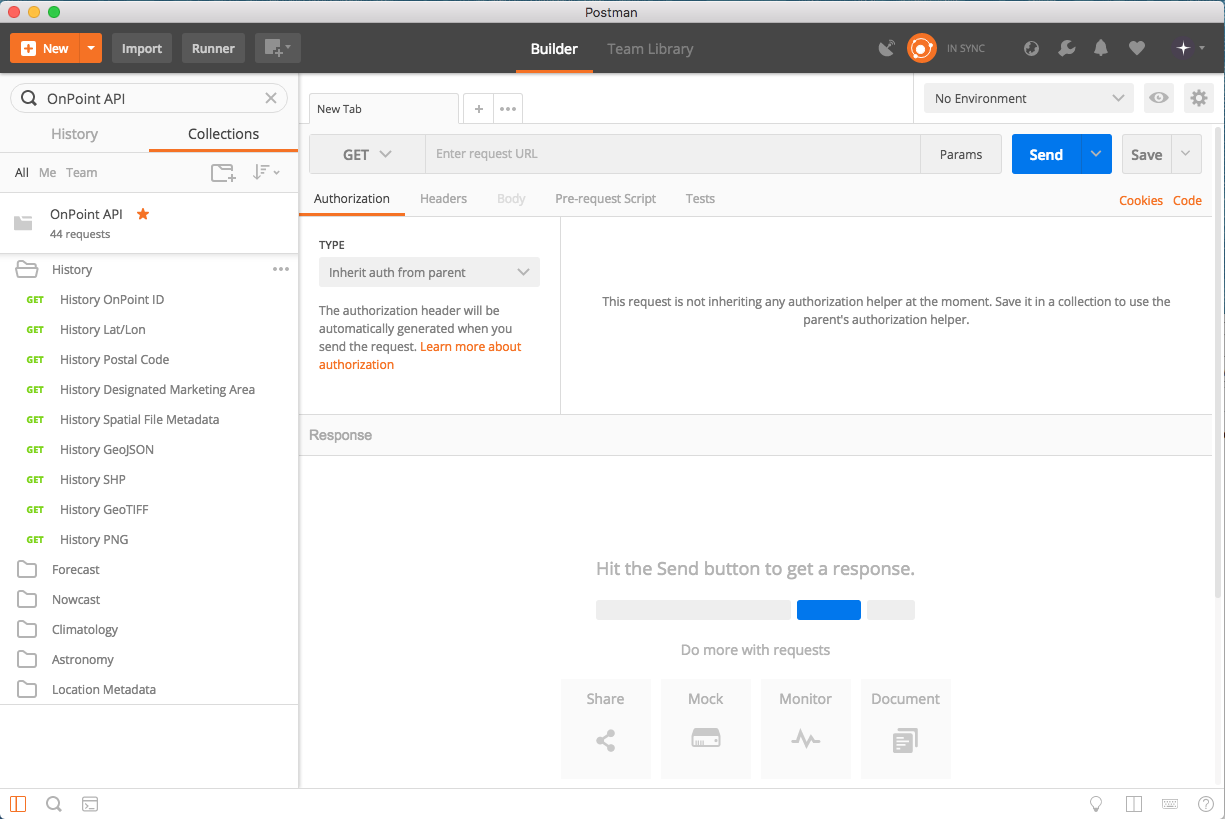 Postman
New
Import
Runner
Builder
Team Library
IN SYNC
OnPoint API
History
Collections
All
Me
Team
OnPoint API
44 requests
History
GET History OnPoint ID
GET History Lat/Lon
GET History Postal Code
GET History Designated Marketing Area
GET History Spatial File Metadata
GET History GeoJSON
GET History SHP
GET History GeoTIFF
GET History PNG
Forecast
Nowcast
Climatology
Astronomy
Location Metadata
New Tab
No Environment
GET
Enter request URL
Params
Send
Save
Authorization
Headers
Body
Pre-request Script
Tests
Cookies
Code
TYPE
Inherit auth from parent
The authorization header will be
automatically generated when you
send the request. Learn more about
authorization
This request is not inheriting any authorization helper at the moment. Save it in a collection to use the
parent's authorization helper.
Response
Hit the Send button to get a response.
Do more with requests
Share
Mock
Monitor
Document